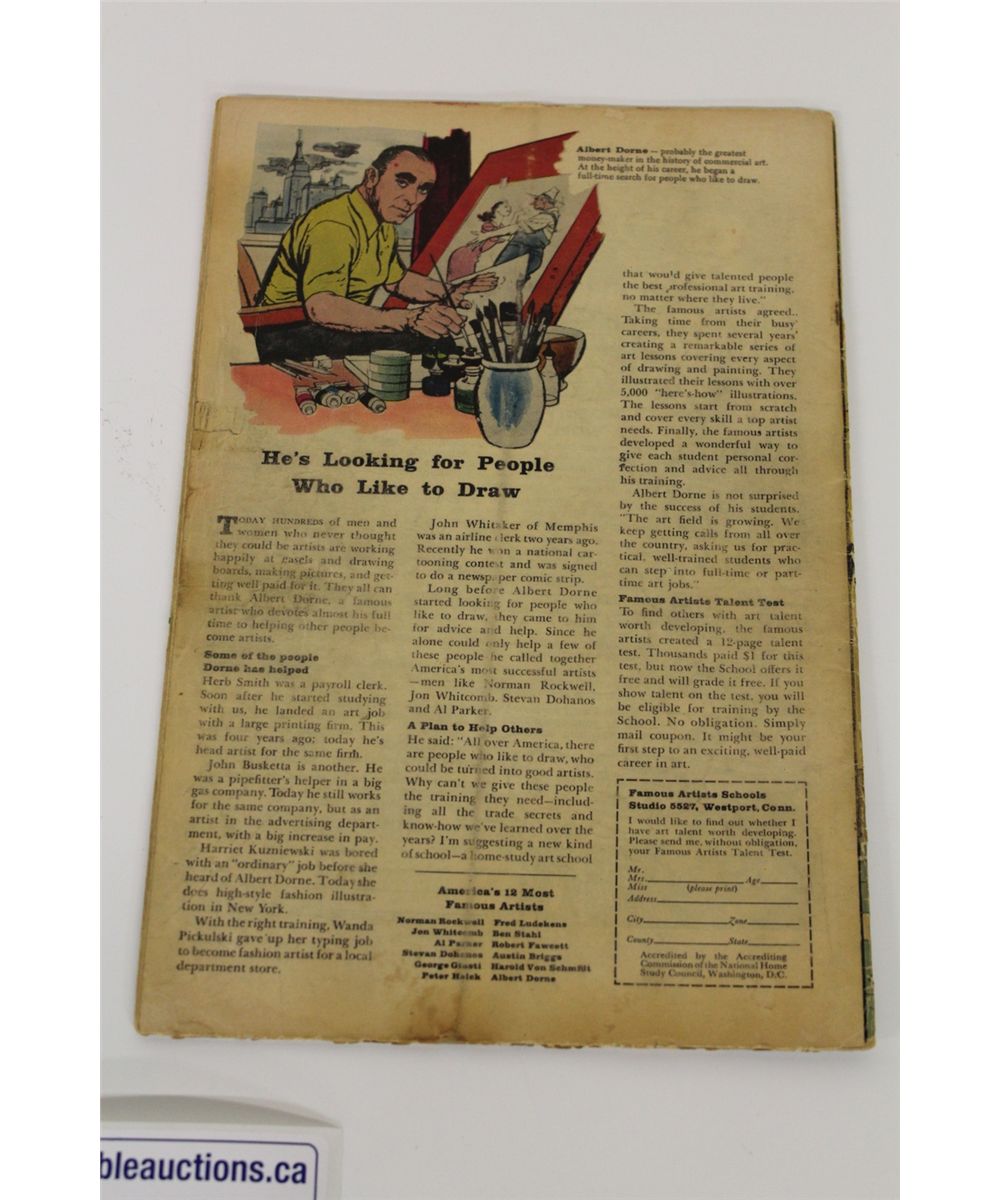 Albert Dorne – probably the greatest
money-maker in the history of commercial art.
At the height of his career, he began a
full-time search for people who like to draw.
He's Looking for People
Who Like to Draw
TODAY HUNDREDS of men and
women who never thought
they could be artists are working
happily at easels and drawing
boards, making pictures, and get-
ting well paid for it. They all can
thank Albert Dorne, a famous
artist who devotes almost his full
time to helping other people be-
come artists.
Some of the people
Dorne has helped
Herb Smith was a payroll clerk.
Soon after he started studying
with us, he landed an art job
with a large printing firm. This
was four years ago; today he's
head artist for the same firm.
John Busketta is another. He
was a pipefitter's helper in a big
gas company. Today he still works
for the same company, but as an
artist in the advertising depart-
ment, with a big increase in pay.
Harriet Kuzniewski was bored
with an "ordinary" job before she
heard of Albert Dorne. Today she
does high-style fashion illustra-
tion in New York.
With the right training, Wanda
Pickulski gave up her typing job
to become fashion artist for a local
department store.
John Whitaker of Memphis
was an airline clerk two years ago.
Recently he won a national car-
tooning contest and was signed
to do a newspaper comic strip.
Long before Albert Dorne
started looking for people who
like to draw, they came to him
for advice and help. Since he
alone could only help a few of
these people he called together
America's most successful artists
—men like Norman Rockwell,
Jon Whitcomb, Stevan Dohanos
and Al Parker.
A Plan to Help Others
He said: "All over America, there
are people who like to draw, who
could be turned into good artists.
Why can't we give these people
the training they need—includ-
ing all the trade secrets and
know-how we've learned over the
years? I'm suggesting a new kind
of school—a home-study art school
America's 12 Most
Famous Artists
Norman Rockwell Fred Ludekens
Jon Whitcomb Ben Stahl
Al Parker Robert Fawcett
Stevan Dohanos Austin Briggs
George Giusti Harold Von Schmidt
Peter Helck Albert Dorne
that would give talented people
the best professional art training,
no matter where they live."
The famous artists agreed..
Taking time from their busy
careers, they spent several years
creating a remarkable series of
art lessons covering every aspect
of drawing and painting. They
illustrated their lessons with over
5,000 "here's-how" illustrations.
The lessons start from scratch
and cover every skill a top artist
needs. Finally, the famous artists
developed a wonderful way to
give each student personal cor-
rection and advice all through
his training.
Albert Dorne is not surprised
by the success of his students.
"The art field is growing. We
keep getting calls from all over
the country, asking us for prac-
tical, well-trained students who
can step into full-time or part-
time art jobs."
Famous Artists Talent Test
To find others with art talent
worth developing, the famous
artists created a 12-page talent
test. Thousands paid $1 for this
test, but now the School offers it
free and will grade it free. If you
show talent on the test, you will
be eligible for training by the
School. No obligation. Simply
mail coupon. It might be your
first step to an exciting, well-paid
career in art.
Famous Artists Schools
Studio 5527, Westport, Conn.
I would like to find out whether I
have art talent worth developing.
Please send me, without obligation,
your Famous Artists Talent Test.
Mr.
Mrs. Age
Miss (please print)
Address
City Zone
County State
Accredited by the Accrediting
Commission of the National Home
Study Council, Washington, D.C.
bleauctions.ca